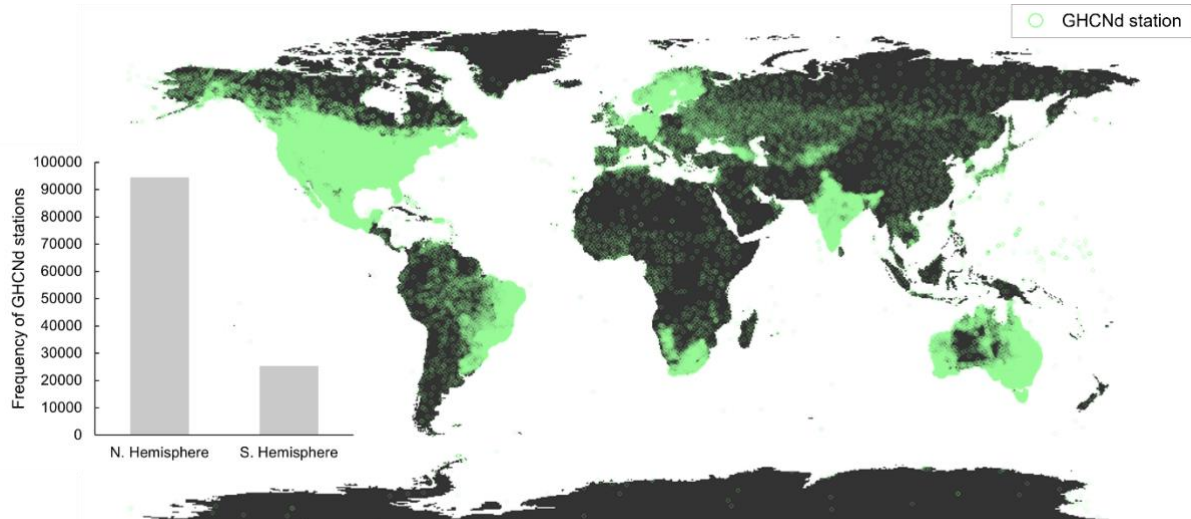 GHCNd station
Frequency of GHCNd stations
100000
90000
80000
70000
60000
50000
40000
30000
20000
10000
0
N. Hemisphere
S. Hemisphere